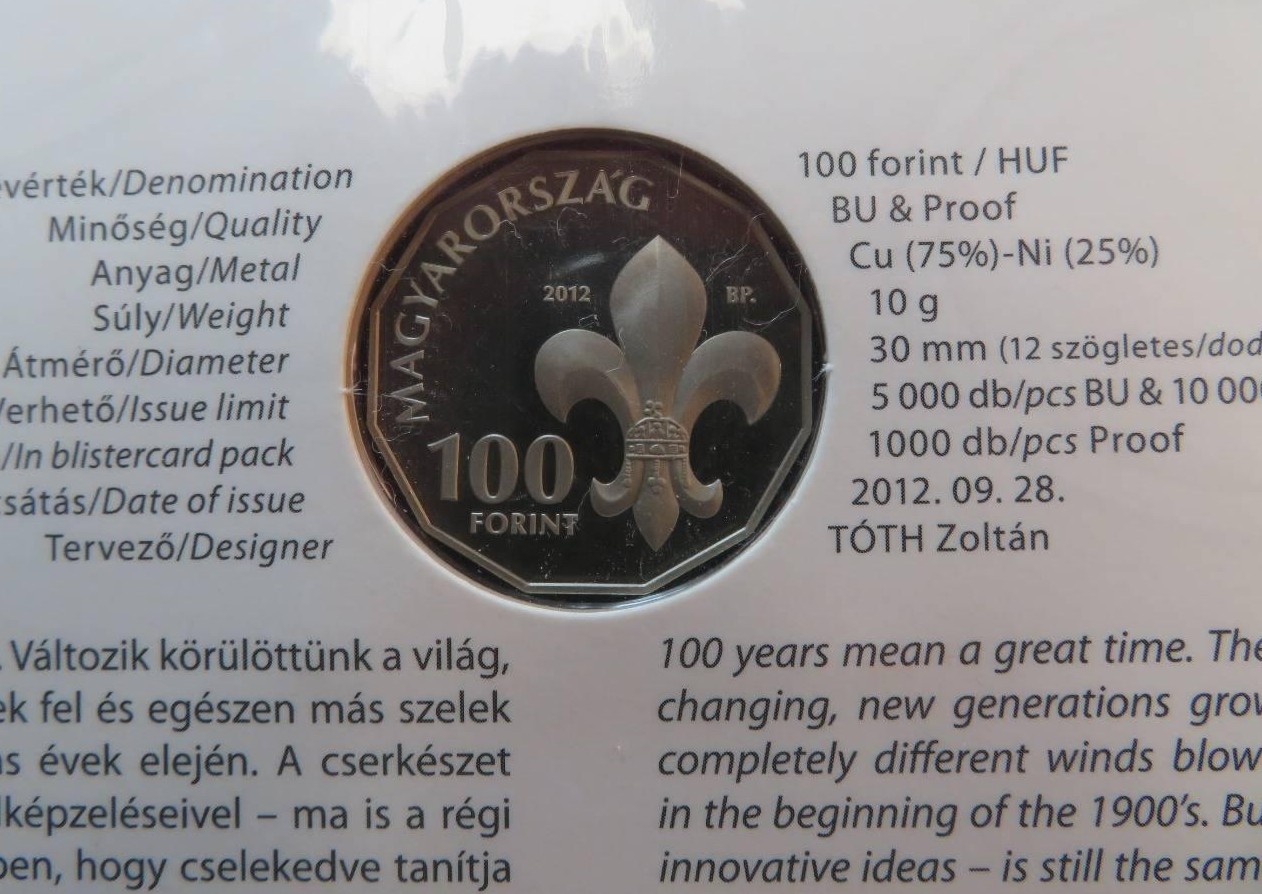 évérték/Denomination 100 forint / HUF
Minőség/Quality BU & Proof
Anyag/Metal Cu (75%)-Ni (25%)
Súly/Weight 10 g
Átmérő/Diameter 30 mm (12 szögletes/dod
erhető/Issue limit 5 000 db/pcs BU & 10 00
/In blistercard pack 1000 db/pcs Proof
sátás/Date of issue 2012. 09. 28.
Tervező/Designer TÓTH Zoltán
MAGYARORSZÁG
2012 BP.
100
FORINT
. Változik körülöttünk a világ,
ek fel és egészen más szelek
s évek elején. A cserkészet
lképzeléseivel – ma is a régi
ben, hogy cselekedve tanítja
100 years mean a great time. The
changing, new generations grow
completely different winds blow
in the beginning of the 1900's. Bu
innovative ideas – is still the sam